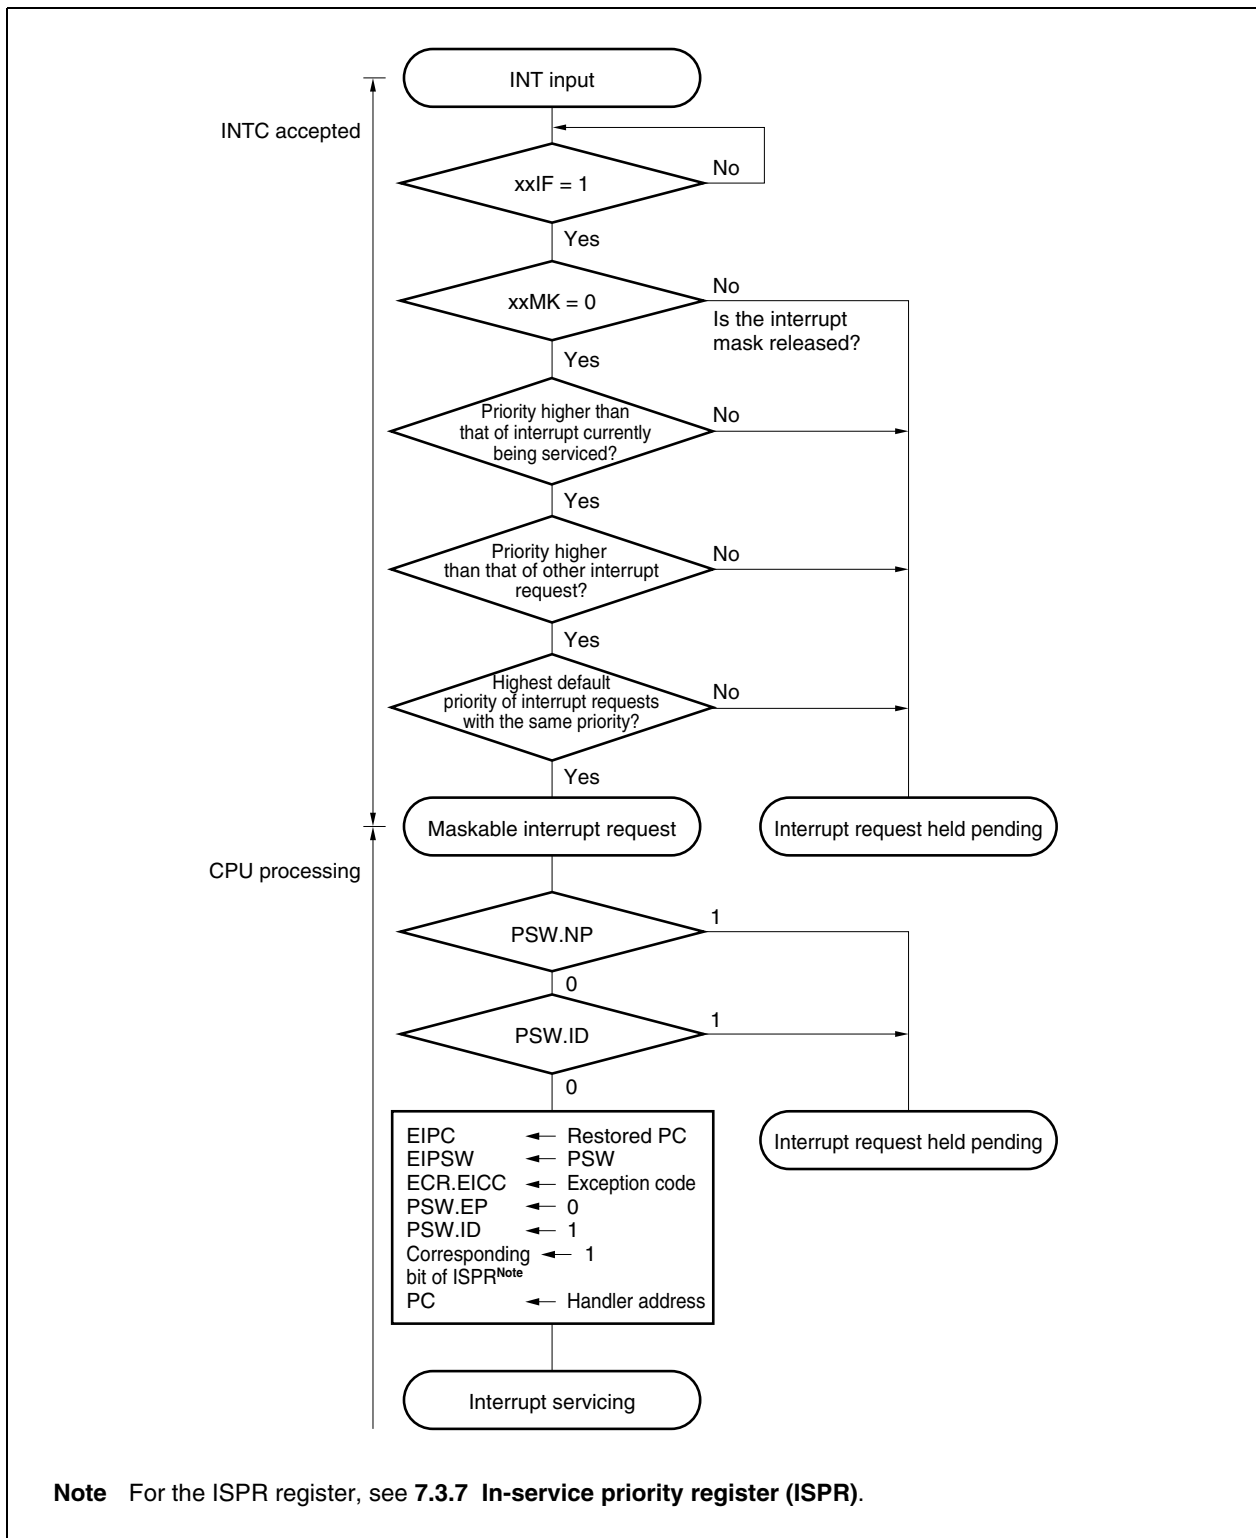 INT input
INTC accepted
xxIF = 1
No
Yes
xxMK = 0
No
Is the interrupt
mask released?
Yes
Priority higher than
that of interrupt currently
being serviced?
No
Yes
Priority higher
than that of other interrupt
request?
No
Yes
Highest default
priority of interrupt requests
with the same priority?
No
Yes
Maskable interrupt request
Interrupt request held pending
CPU processing
PSW.NP
1
0
PSW.ID
1
0
EIPC ← Restored PC
EIPSW ← PSW
ECR.EICC ← Exception code
PSW.EP ← 0
PSW.ID ← 1
Corresponding ← 1
bit of ISPRNote
PC ← Handler address
Interrupt request held pending
Interrupt servicing
Note For the ISPR register, see 7.3.7 In-service priority register (ISPR).